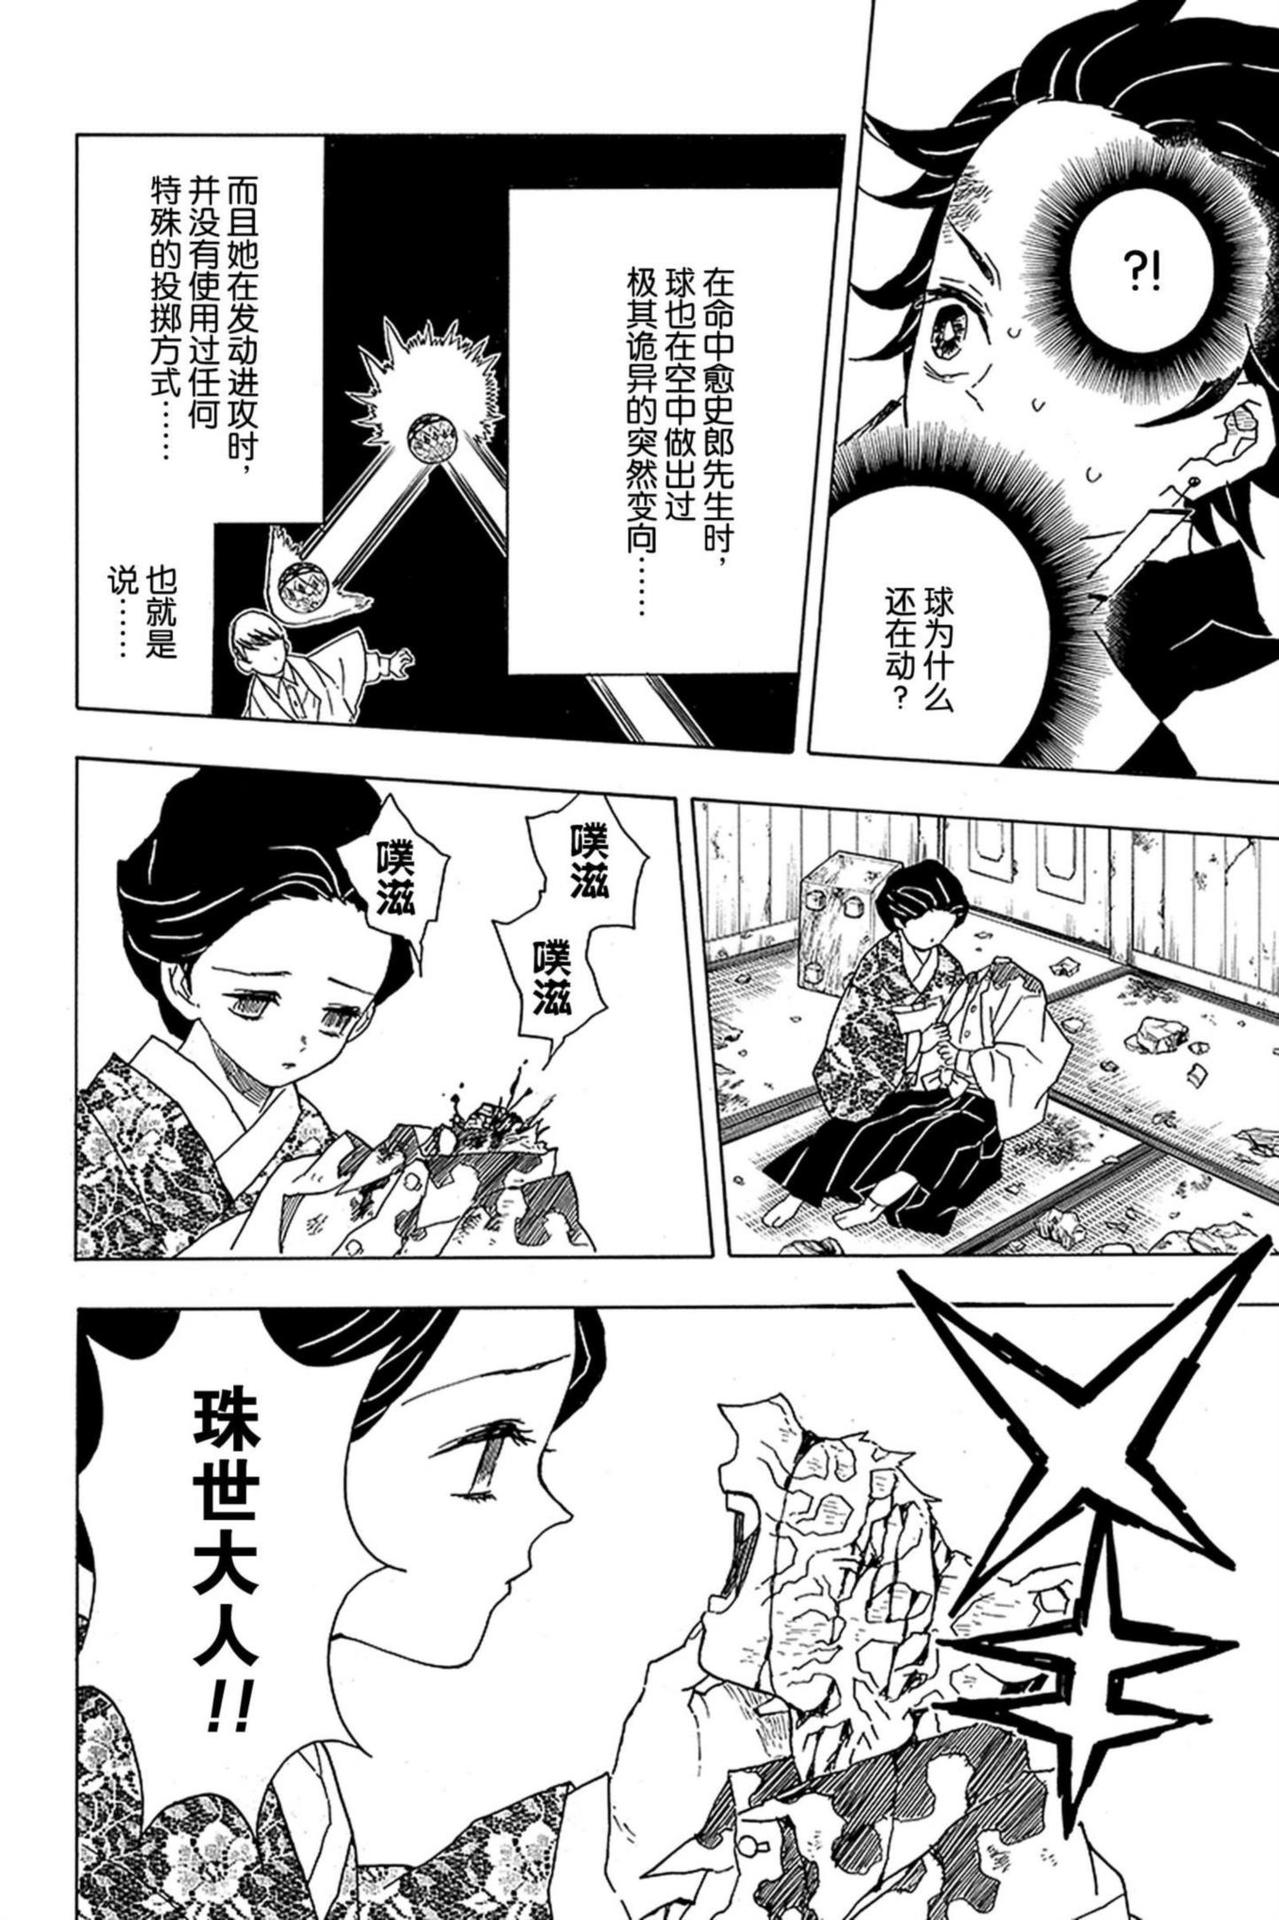 ?!
球为什么
还在动？
在命中愈史郎先生时，
球也在空中做出过
极其诡异的突然变向……
而且她在发动进攻时，
并没有使用过任何
特殊的投掷方式……
也就是
说……
噗滋
噗滋
噗滋
珠世大人!!